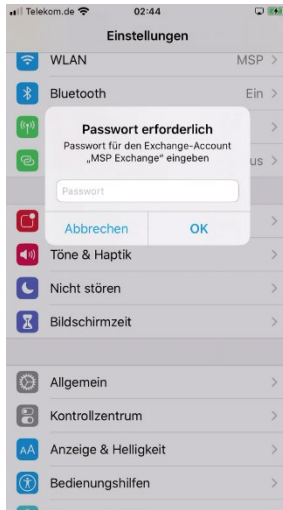 Telekom.de 02:44
Einstellungen
WLAN MSP
Bluetooth Ein
Passwort erforderlich
Passwort für den Exchange-Account
„MSP Exchange“ eingeben
us
Passwort
Abbrechen OK
Töne & Haptik
Nicht stören
Bildschirmzeit
Allgemein
Kontrollzentrum
AA Anzeige & Helligkeit
Bedienungshilfen